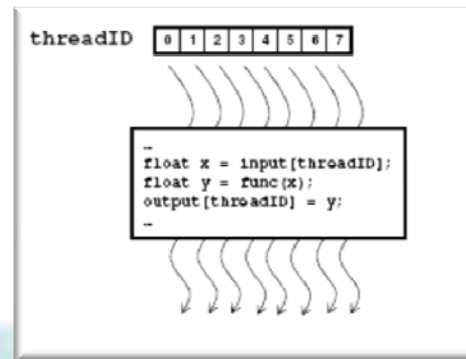 threadID 0 1 2 3 4 5 6 7
…
float x = input[threadID];
float y = func(x);
output[threadID] = y;
…